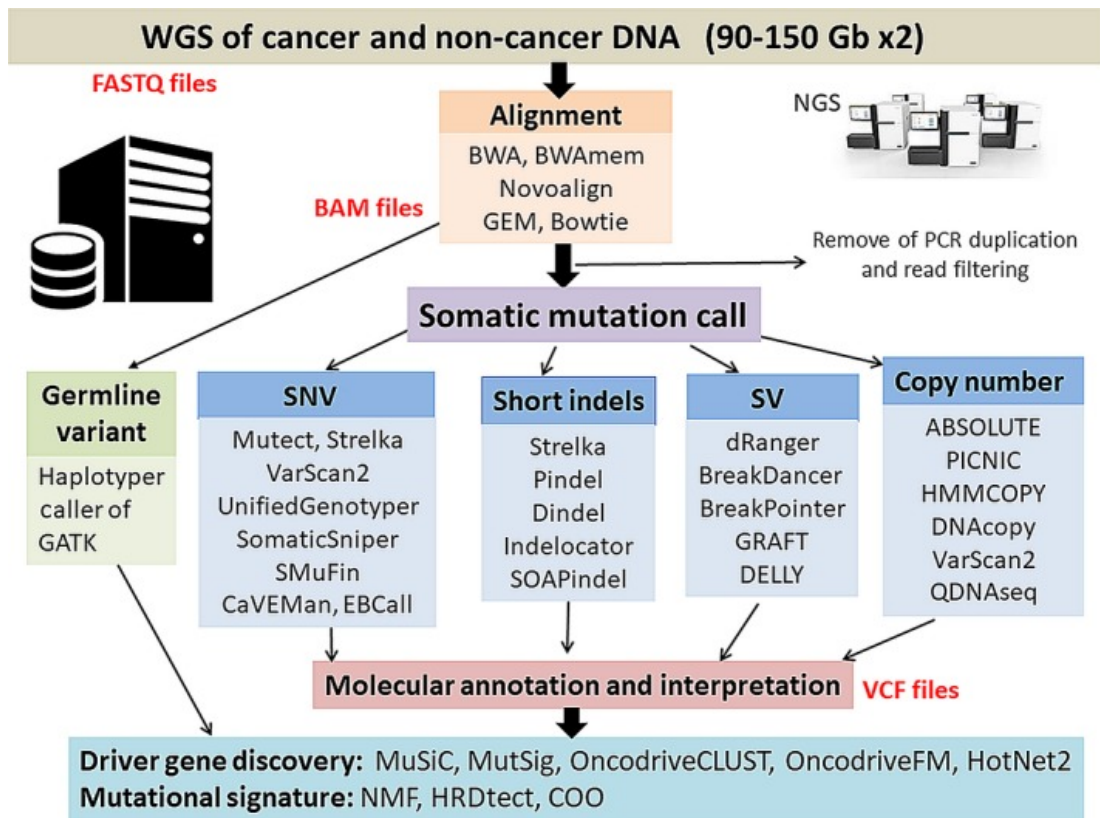 WGS of cancer and non-cancer DNA (90-150 Gb x2)
FASTQ files
NGS
Alignment
BWA, BWAmem
Novoalign
GEM, Bowtie
BAM files
Remove of PCR duplication
and read filtering
Somatic mutation call
Germline
variant
Haplotyper
caller of
GATK
SNV
Mutect, Strelka
VarScan2
UnifiedGenotyper
SomaticSniper
SMuFin
CaVEMan, EBCall
Short indels
Strelka
Pindel
Dindel
Indelocator
SOAPindel
SV
dRanger
BreakDancer
BreakPointer
GRAFT
DELLY
Copy number
ABSOLUTE
PICNIC
HMMCOPY
DNAcopy
VarScan2
QDNAseq
Molecular annotation and interpretation
VCF files
Driver gene discovery: MuSiC, MutSig, OncodriveCLUST, OncodriveFM, HotNet2
Mutational signature: NMF, HRDtect, COO